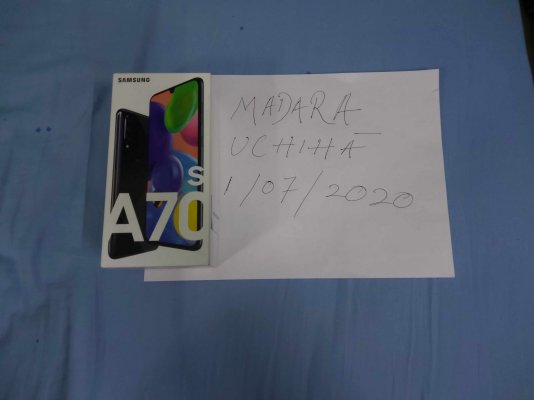 SAMSUNG
A70s
MADARA
UCHIHA
1/07/2020